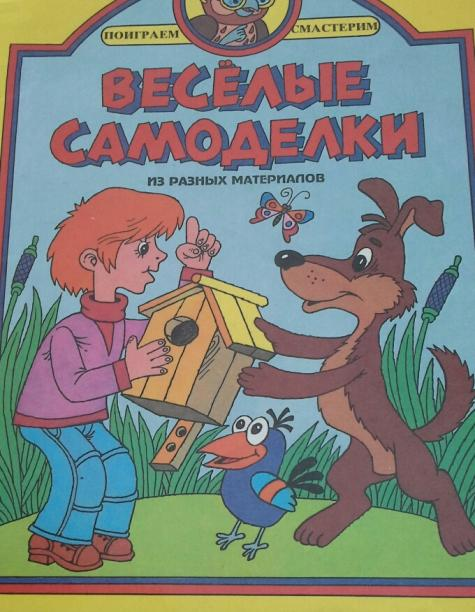 ПОИГРАЕМ СМАСТЕРИМ
ВЕСЁЛЫЕ
САМОДЕЛКИ
ИЗ РАЗНЫХ МАТЕРИАЛОВ